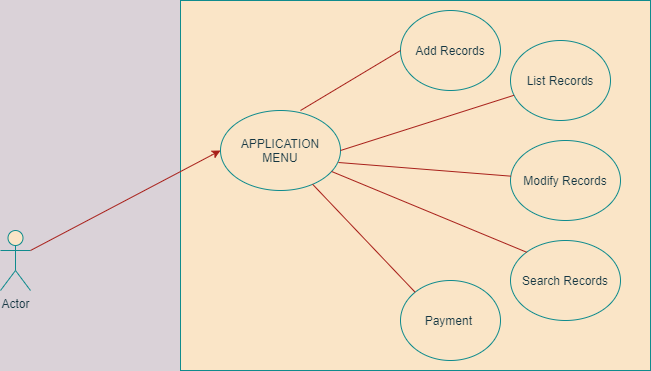 Add Records
List Records
APPLICATION
MENU
Modify Records
Search Records
Actor
Payment